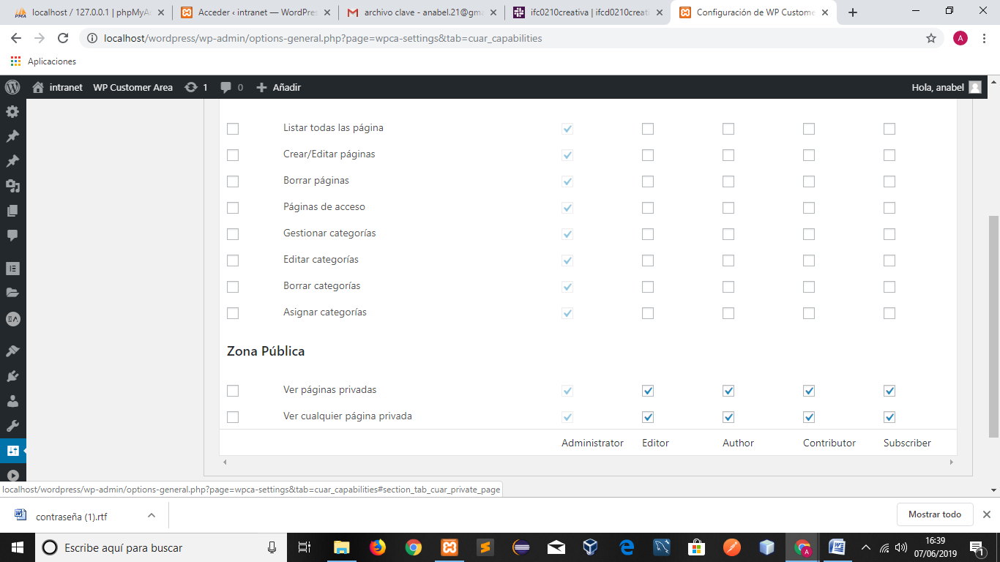 localhost / 127.0.0.1 | phpMyA
Acceder ‹ intranet — WordPres
archivo clave - anabel.21@gma
ifc0210creativa | ifcd0210creati
Configuración de WP Custome
localhost/wordpress/wp-admin/options-general.php?page=wpca-settings&tab=cuar_capabilities
A
Aplicaciones
intranet WP Customer Area 1 0 Añadir Hola, anabel
Listar todas las página
Crear/Editar páginas
Borrar páginas
Páginas de acceso
Gestionar categorías
Editar categorías
Borrar categorías
Asignar categorías
Zona Pública
Ver páginas privadas
Ver cualquier página privada
Administrator Editor Author Contributor Subscriber
localhost/wordpress/wp-admin/options-general.php?page=wpca-settings&tab=cuar_capabilities#section_tab_cuar_private_page
contraseña (1).rtf
Mostrar todo
Escribe aquí para buscar
16:39
07/06/2019
1